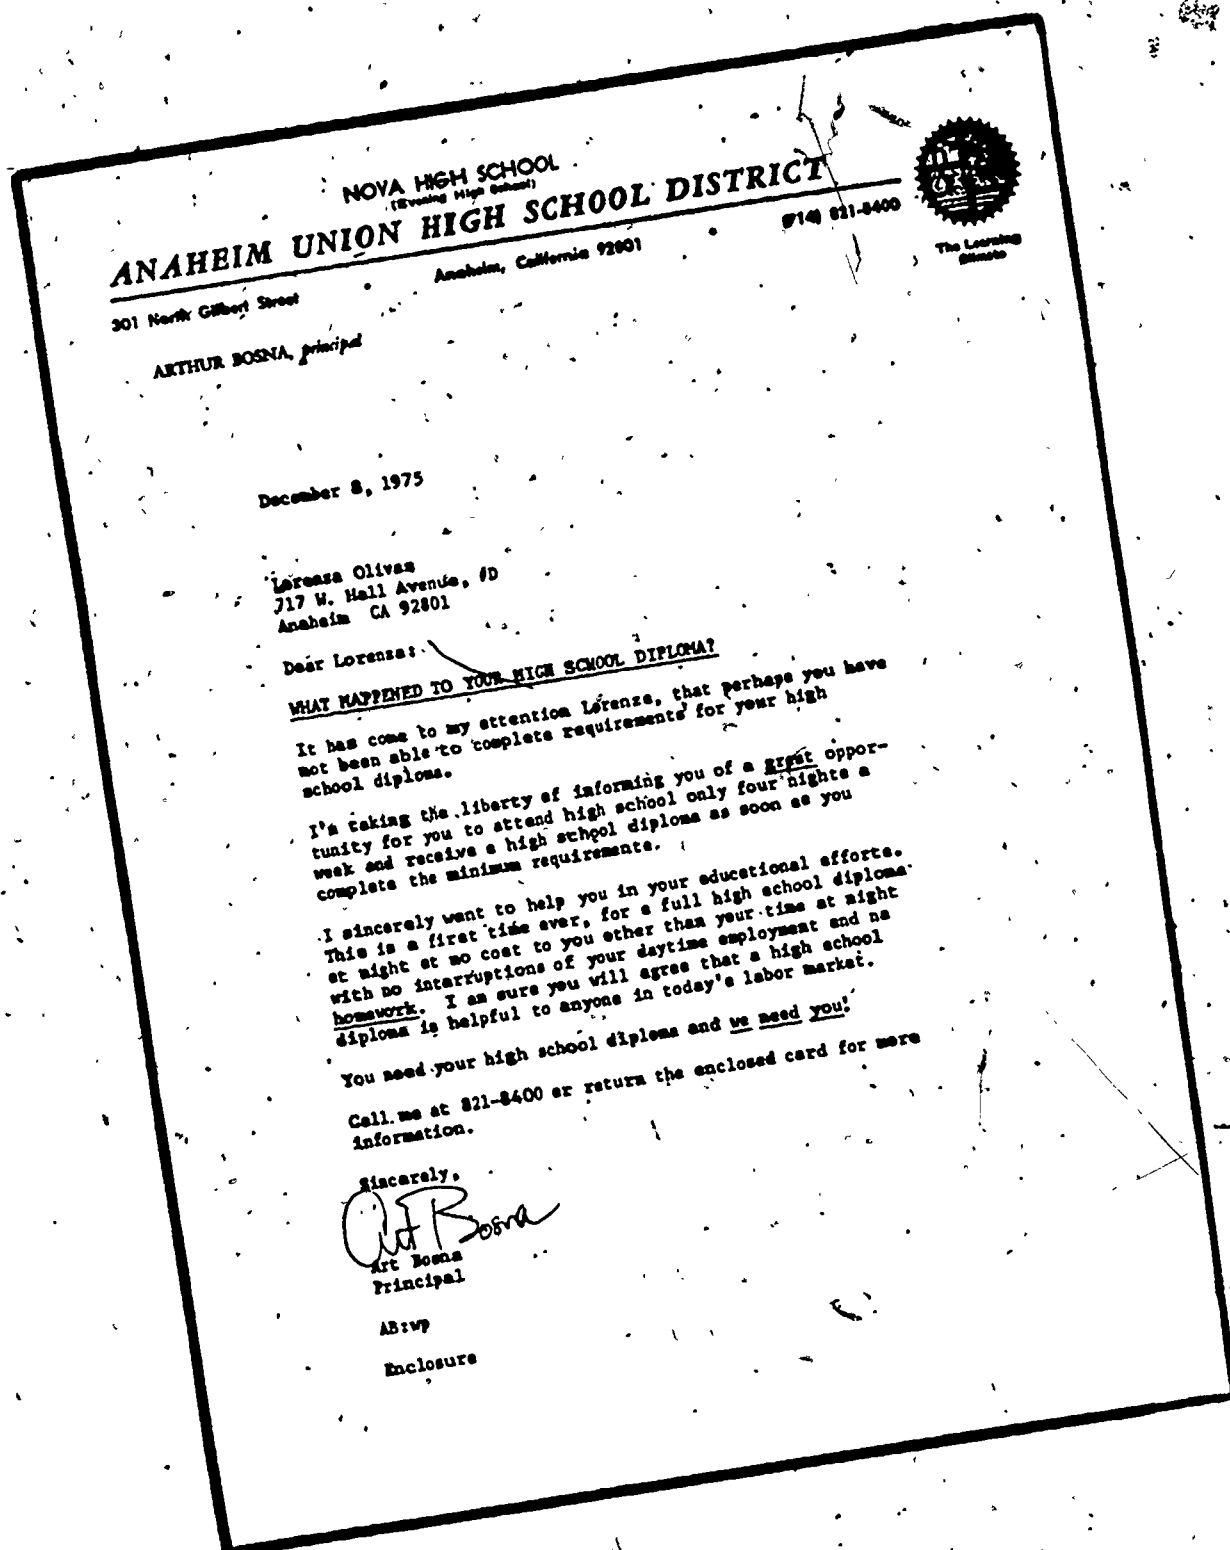 NOVA HIGH SCHOOL
(Evening High School)
ANAHEIM UNION HIGH SCHOOL DISTRICT
301 North Gilbert Street • Anaheim, California 92801 • (714) 821-8400
The Learning
Climate
ARTHUR BOSNA, principal
December 8, 1975
Lorenza Olivas
717 W. Hall Avenue, #D
Anaheim CA 92801
Dear Lorenza:
WHAT HAPPENED TO YOUR HIGH SCHOOL DIPLOMA?
It has come to my attention Lorenza, that perhaps you have
not been able to complete requirements for your high
school diploma.
I'm taking the liberty of informing you of a great oppor-
tunity for you to attend high school only four nights a
week and receive a high school diploma as soon as you
complete the minimum requirements.
I sincerely want to help you in your educational efforts.
This is a first time ever, for a full high school diploma
at night at no cost to you other than your time at night
with no interruptions of your daytime employment and no
homework. I am sure you will agree that a high school
diploma is helpful to anyone in today's labor market.
You need your high school diploma and we need you!
Call me at 821-8400 or return the enclosed card for more
information.
Sincerely,
Art Bosna
Art Bosna
Principal
AB:wp
Enclosure